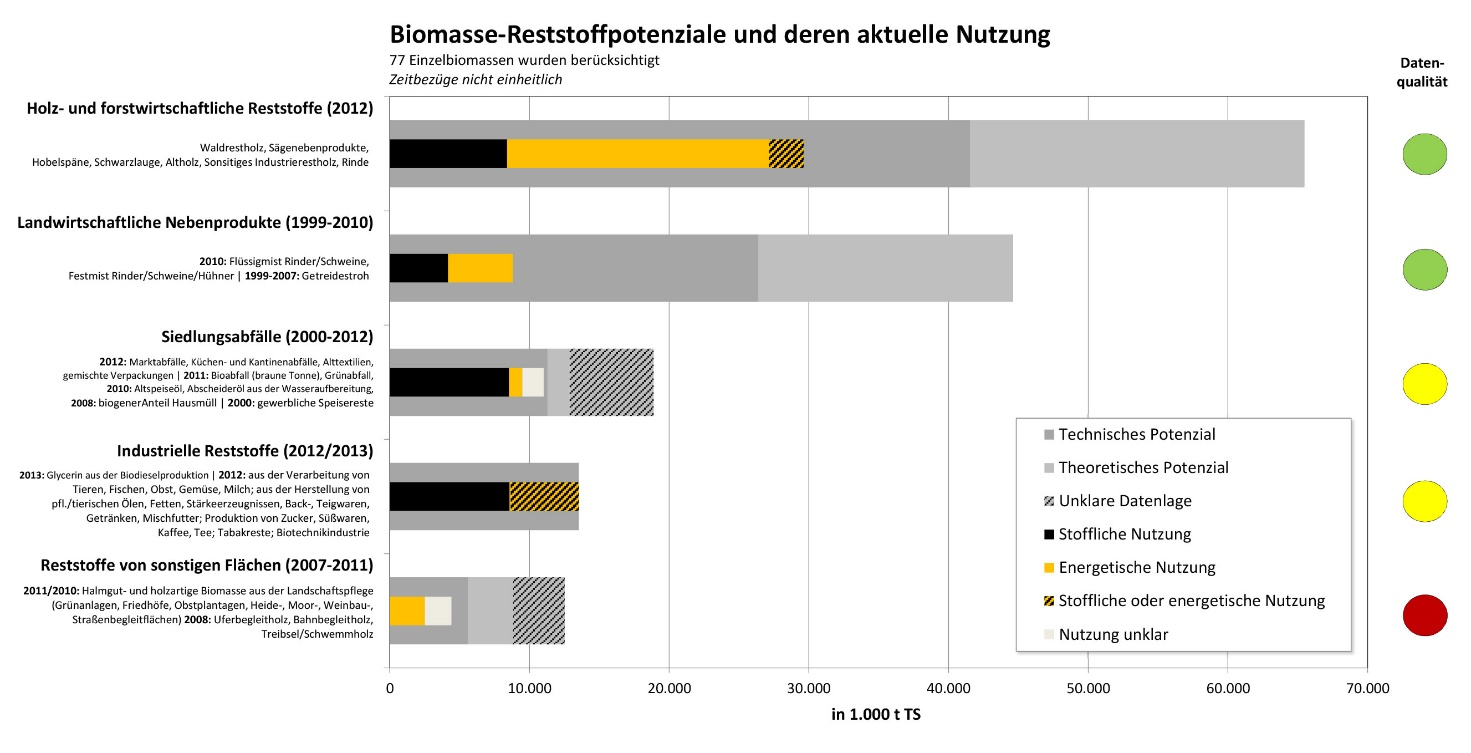 Biomasse-Reststoffpotenziale und deren aktuelle Nutzung
77 Einzelbiomassen wurden berücksichtigt
Zeitbezüge nicht einheitlich
Daten-
qualität
Holz- und forstwirtschaftliche Reststoffe (2012)
Waldrestholz, Sägenebenprodukte,
Hobelspäne, Schwarzlauge, Altholz, Sonsitiges Industrierestholz, Rinde
Landwirtschaftliche Nebenprodukte (1999-2010)
2010: Flüssigmist Rinder/Schweine,
Festmist Rinder/Schweine/Hühner | 1999-2007: Getreidestroh
Siedlungsabfälle (2000-2012)
2012: Marktabfälle, Küchen- und Kantinenabfälle, Alttextilien,
gemischte Verpackungen | 2011: Bioabfall (braune Tonne), Grünabfall,
2010: Altspeiseöl, Abscheideröl aus der Wasseraufbereitung,
2008: biogenerAnteil Hausmüll | 2000: gewerbliche Speisereste
Industrielle Reststoffe (2012/2013)
2013: Glycerin aus der Biodieselproduktion | 2012: aus der Verarbeitung von
Tieren, Fischen, Obst, Gemüse, Milch; aus der Herstellung von
pfl./tierischen Ölen, Fetten, Stärkeerzeugnissen, Back-, Teigwaren,
Getränken, Mischfutter; Produktion von Zucker, Süßwaren,
Kaffee, Tee; Tabakreste; Biotechnikindustrie
Reststoffe von sonstigen Flächen (2007-2011)
2011/2010: Halmgut- und holzartige Biomasse aus der Landschaftspflege
(Grünanlagen, Friedhöfe, Obstplantagen, Heide-, Moor-, Weinbau-,
Straßenbegleitflächen) 2008: Uferbegleitholz, Bahnbegleitholz,
Treibsel/Schwemmholz
Technisches Potenzial
Theoretisches Potenzial
Unklare Datenlage
Stoffliche Nutzung
Energetische Nutzung
Stoffliche oder energetische Nutzung
Nutzung unklar
0 10.000 20.000 30.000 40.000 50.000 60.000 70.000
in 1.000 t TS